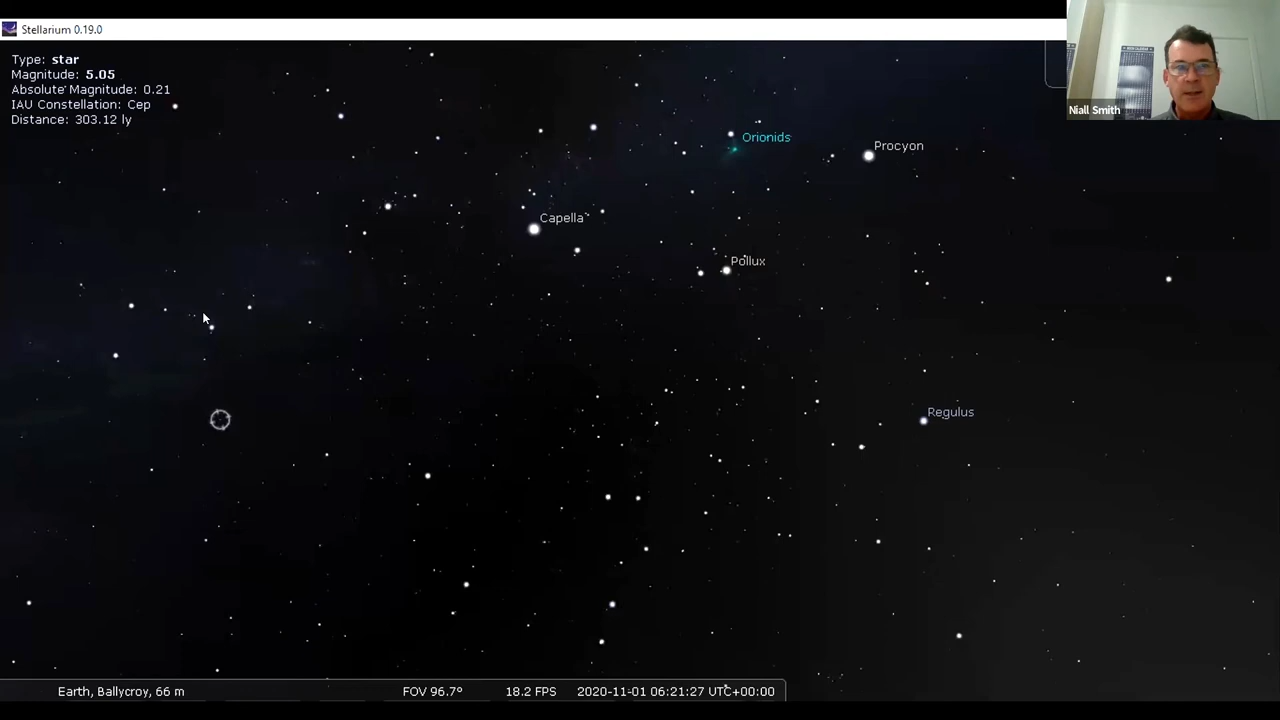 Stellarium 0.19.0
Type: star
Magnitude: 5.05
Absolute Magnitude: 0.21
IAU Constellation: Cep
Distance: 303.12 ly
Niall Smith
Orionids
Procyon
Capella
Pollux
Regulus
Earth, Ballycroy, 66 m FOV 96.7° 18.2 FPS 2020-11-01 06:21:27 UTC+00:00